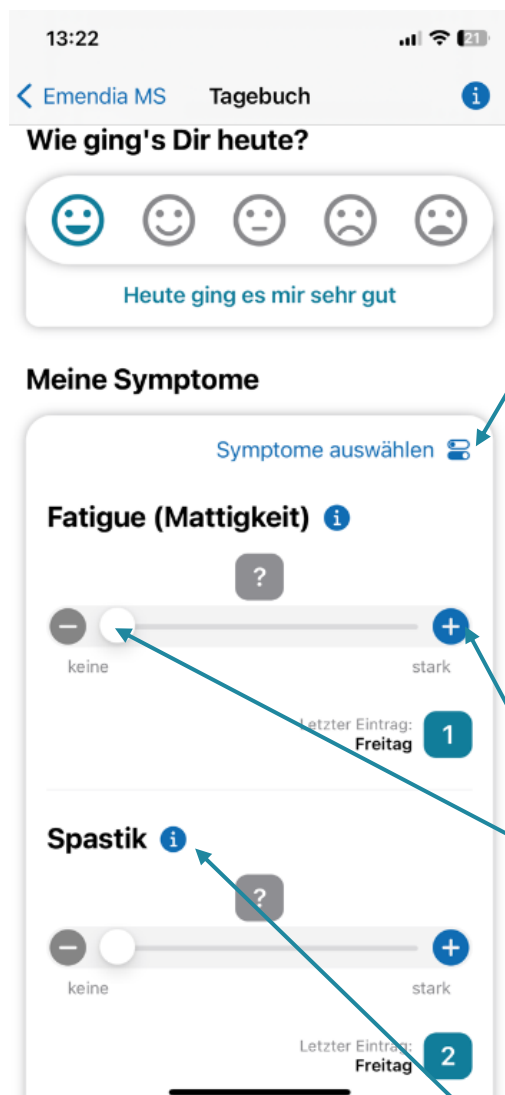 13:22
21
Emendia MS Tagebuch
Wie ging's Dir heute?
Heute ging es mir sehr gut
Meine Symptome
Symptome auswählen
Fatigue (Mattigkeit) i
?
keine stark
Letzter Eintrag:
Freitag 1
Spastik i
?
keine stark
Letzter Eintrag:
Freitag 2